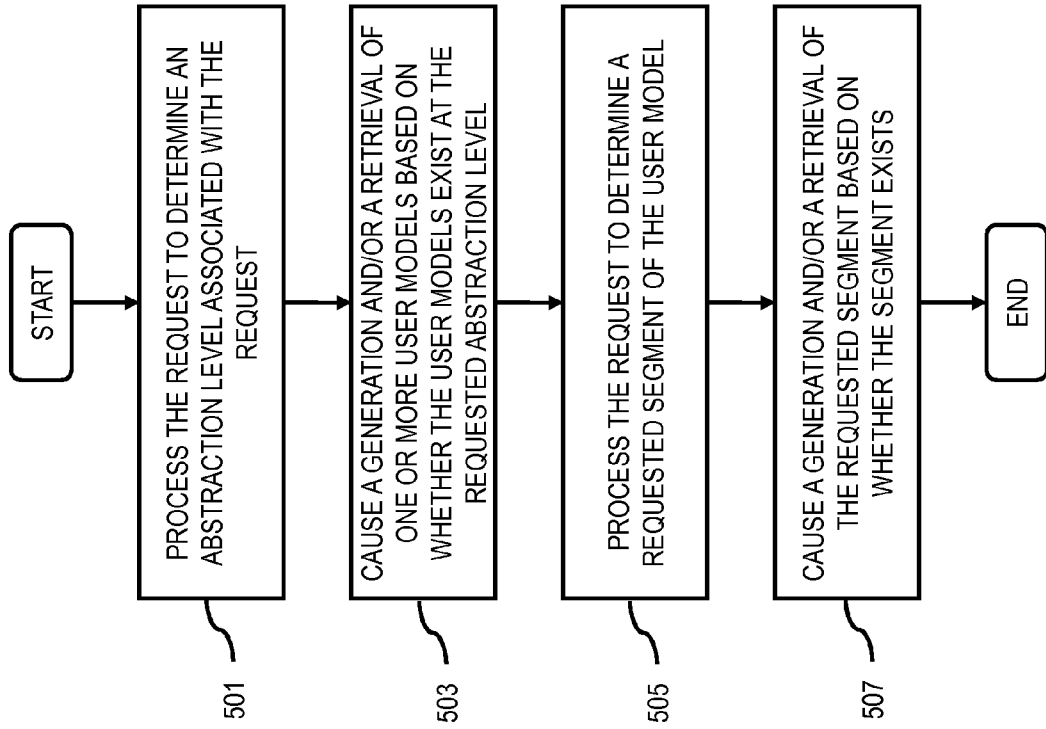 START
501
PROCESS THE REQUEST TO DETERMINE AN
ABSTRACTION LEVEL ASSOCIATED WITH THE
REQUEST
503
CAUSE A GENERATION AND/OR A RETRIEVAL OF
ONE OR MORE USER MODELS BASED ON
WHETHER THE USER MODELS EXIST AT THE
REQUESTED ABSTRACTION LEVEL
505
PROCESS THE REQUEST TO DETERMINE A
REQUESTED SEGMENT OF THE USER MODEL
507
CAUSE A GENERATION AND/OR A RETRIEVAL OF
THE REQUESTED SEGMENT BASED ON
WHETHER THE SEGMENT EXISTS
END